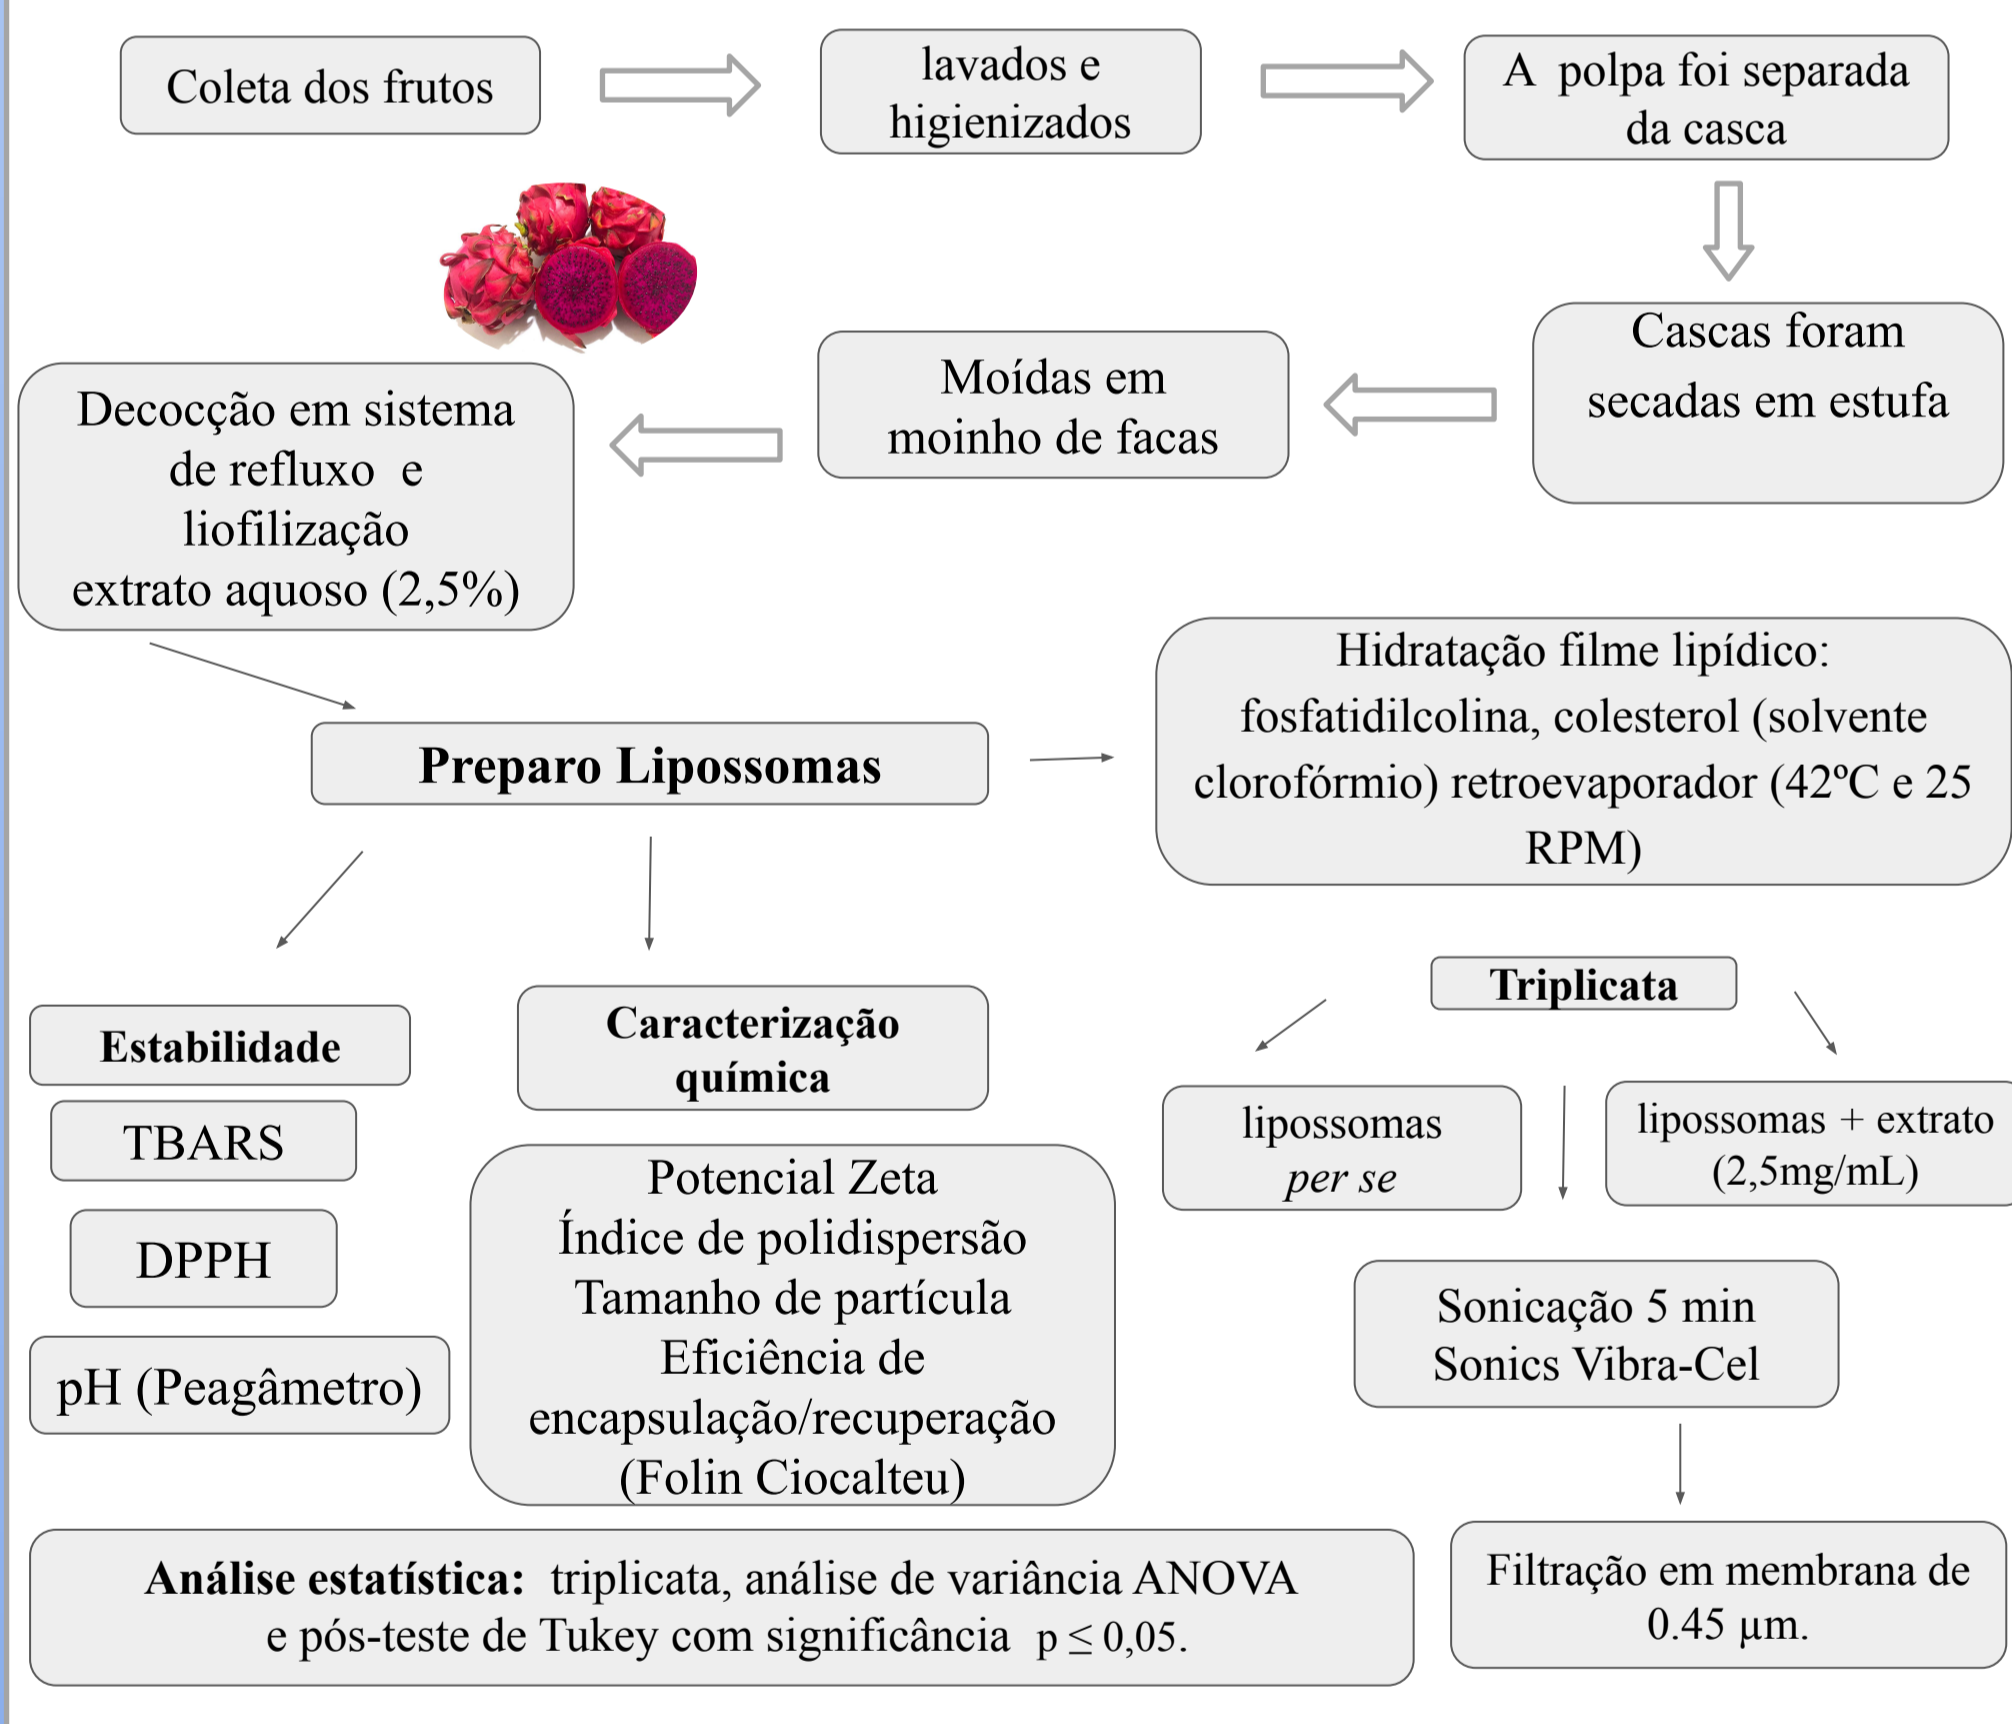 Coleta dos frutos
lavados e
higienizados
A polpa foi separada
da casca
Cascas foram
secadas em estufa
Moídas em
moinho de facas
Decocção em sistema
de refluxo e
liofilização
extrato aquoso (2,5%)
Preparo Lipossomas
Hidratação filme lipídico:
fosfatidilcolina, colesterol (solvente
clorofórmio) retroevaporador (42ºC e 25
RPM)
Estabilidade
TBARS
DPPH
pH (Peagâmetro)
Caracterização
química
Potencial Zeta
Índice de polidispersão
Tamanho de partícula
Eficiência de
encapsulação/recuperação
(Folin Ciocalteu)
Triplicata
lipossomas
per se
lipossomas + extrato
(2,5mg/mL)
Sonicação 5 min
Sonics Vibra-Cel
Filtração em membrana de
0.45 µm.
Análise estatística: triplicata, análise de variância ANOVA
e pós-teste de Tukey com significância p ≤ 0,05.